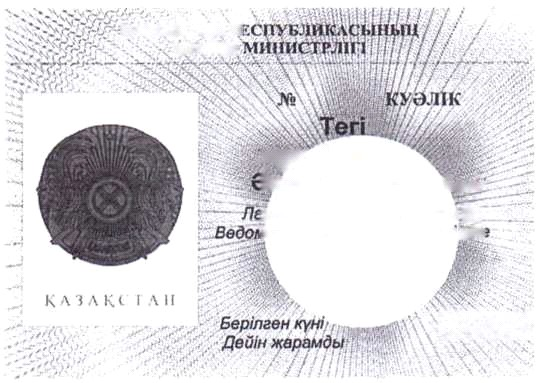 ЕСПУБЛИКАСЫНЫҢ
МИНИСТРЛІГІ
№ КУӘЛІК
Тегі
ҚАЗАҚСТАН
Берілген күні
Дейін жарамды